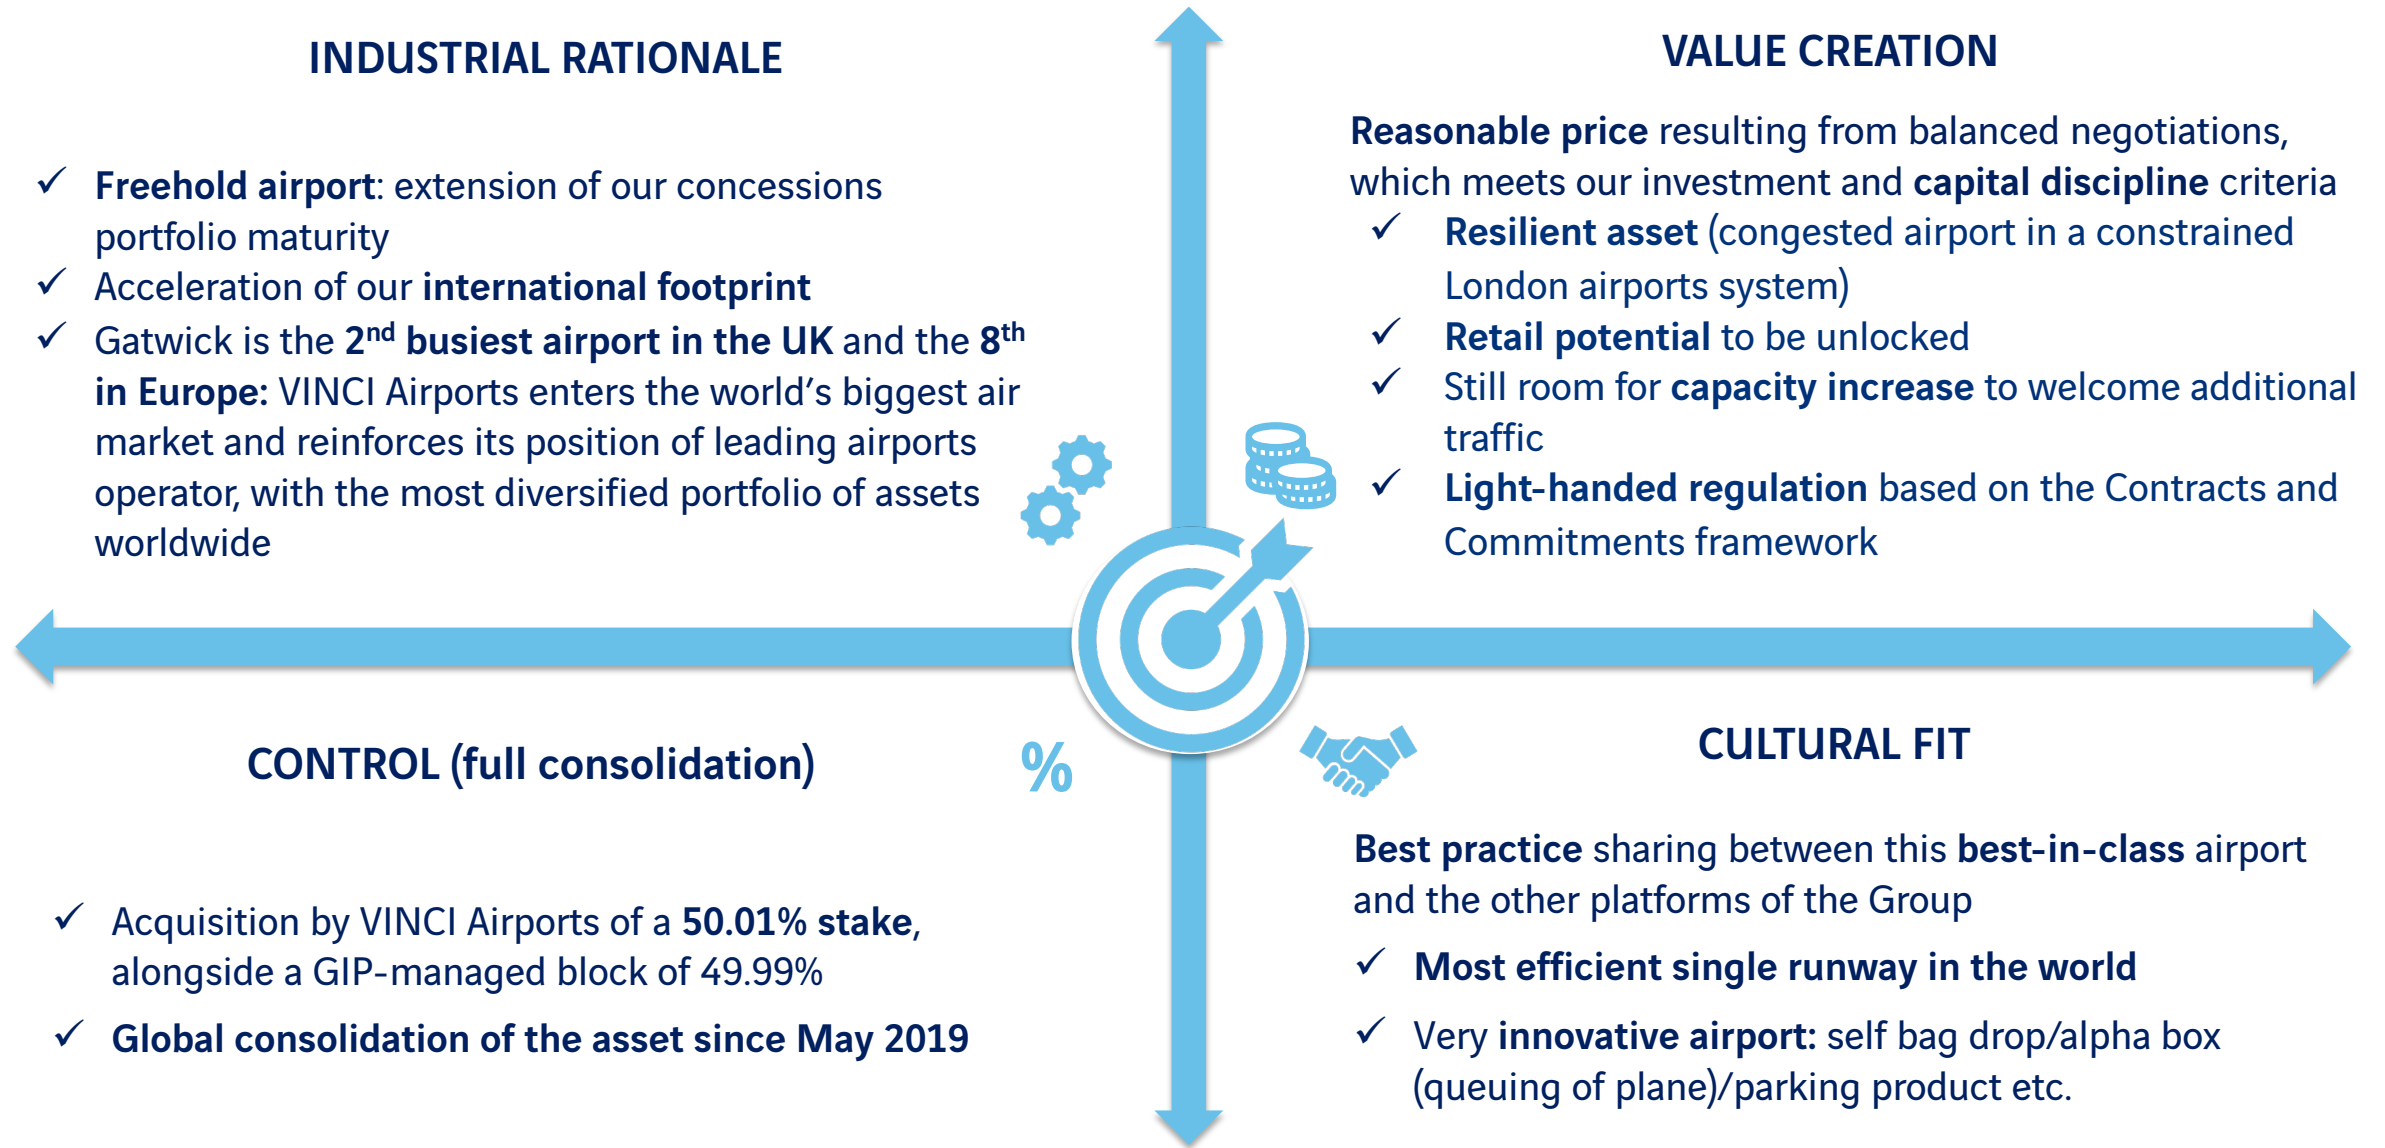 INDUSTRIAL RATIONALE
✓ Freehold airport: extension of our concessions
portfolio maturity
✓ Acceleration of our international footprint
✓ Gatwick is the 2nd busiest airport in the UK and the 8th
in Europe: VINCI Airports enters the world's biggest air
market and reinforces its position of leading airports
operator, with the most diversified portfolio of assets
worldwide
VALUE CREATION
Reasonable price resulting from balanced negotiations,
which meets our investment and capital discipline criteria
✓ Resilient asset (congested airport in a constrained
London airports system)
✓ Retail potential to be unlocked
✓ Still room for capacity increase to welcome additional
traffic
✓ Light-handed regulation based on the Contracts and
Commitments framework
CONTROL (full consolidation)
%
✓ Acquisition by VINCI Airports of a 50.01% stake,
alongside a GIP-managed block of 49.99%
✓ Global consolidation of the asset since May 2019
CULTURAL FIT
Best practice sharing between this best-in-class airport
and the other platforms of the Group
✓ Most efficient single runway in the world
✓ Very innovative airport: self bag drop/alpha box
(queuing of plane)/parking product etc.